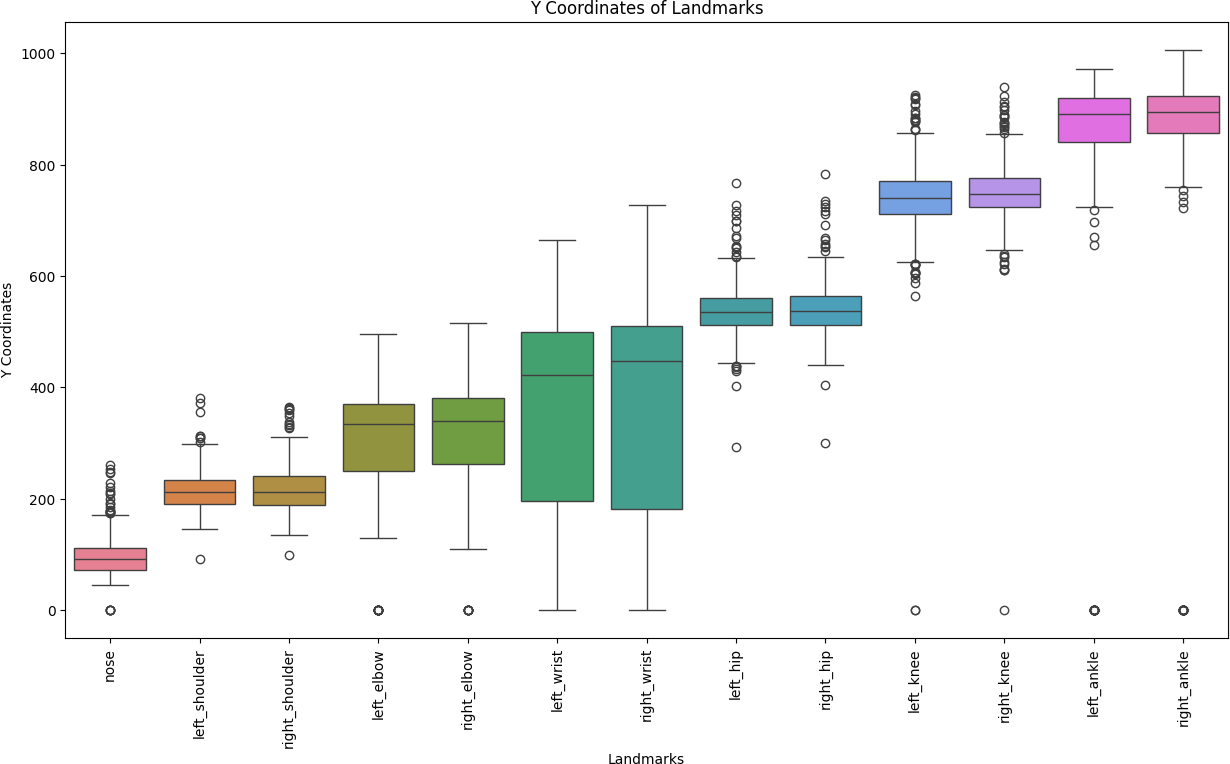 Y Coordinates of Landmarks
1000
800
600
400
200
0
Y Coordinates
nose
left_shoulder
right_shoulder
left_elbow
right_elbow
left_wrist
right_wrist
left_hip
right_hip
left_knee
right_knee
left_ankle
right_ankle
Landmarks